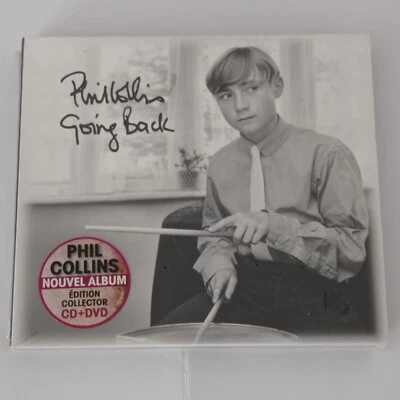 Phil Collins
Going Back
PHIL
COLLINS
NOUVEL ALBUM
ÉDITION
COLLECTOR
CD+DVD